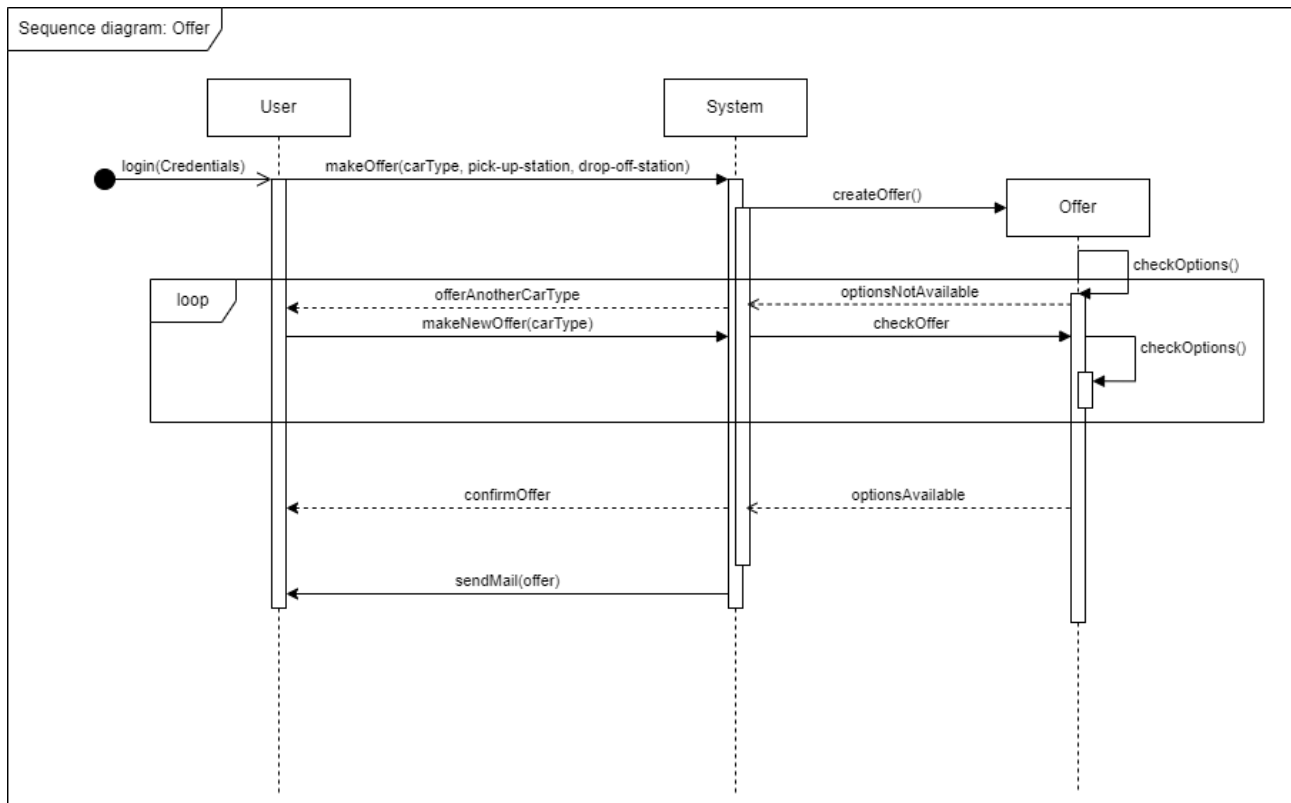 Sequence diagram: Offer
User
System
login(Credentials)
makeOffer(carType, pick-up-station, drop-off-station)
createOffer()
Offer
checkOptions()
loop
offerAnotherCarType
optionsNotAvailable
makeNewOffer(carType)
checkOffer
checkOptions()
confirmOffer
optionsAvailable
sendMail(offer)